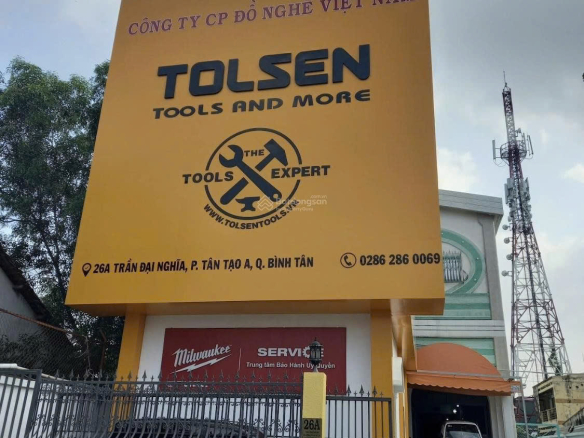 CÔNG TY CP ĐỒ NGHỀ VIỆT NAM
TOLSEN
TOOLS AND MORE
THE
TOOLS EXPERT
WWW.TOLSENTOOLS.VN
26A TRẦN ĐẠI NGHĨA, P. TÂN TẠO A, Q. BÌNH TÂN
0286 286 0069
Milwaukee
SERVICE
Trung tâm Bảo Hành Ủy Quyền
26A